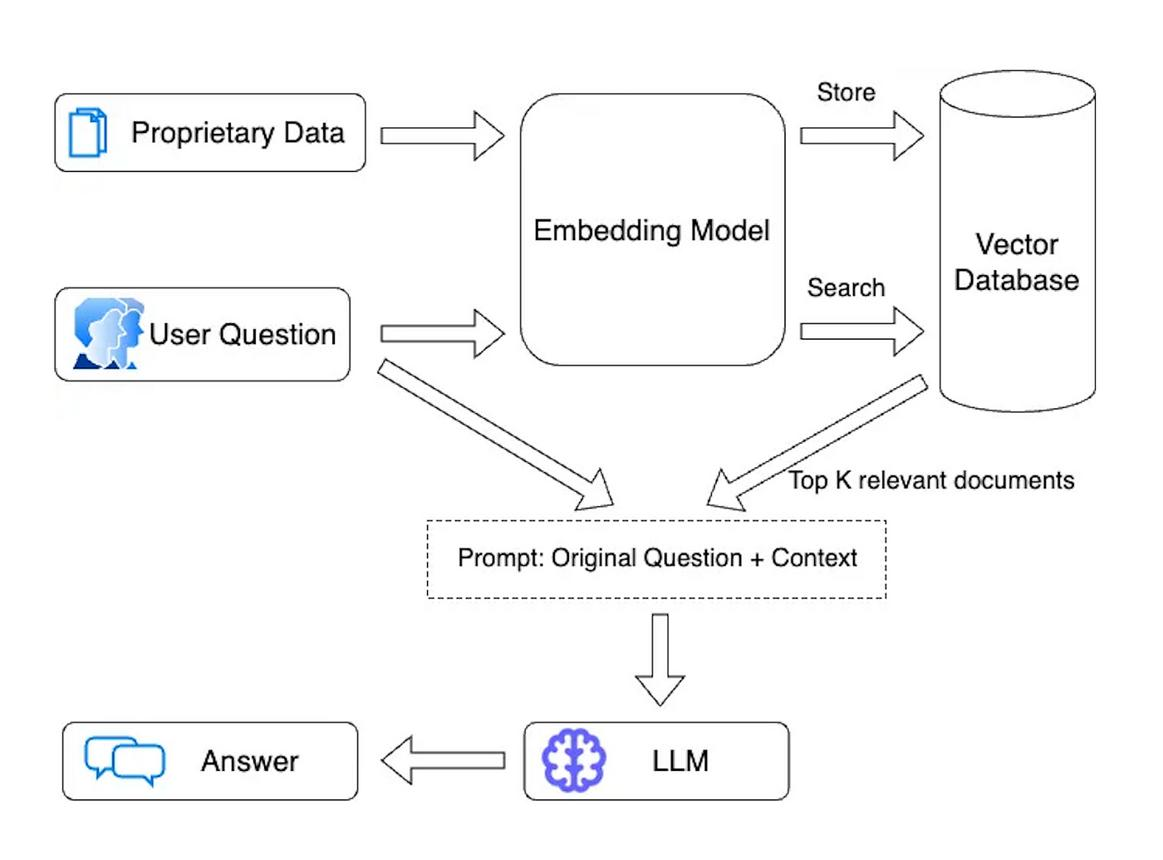 Proprietary Data
Store
Embedding Model
Vector
Database
User Question
Search
Top K relevant documents
Prompt: Original Question + Context
Answer
LLM